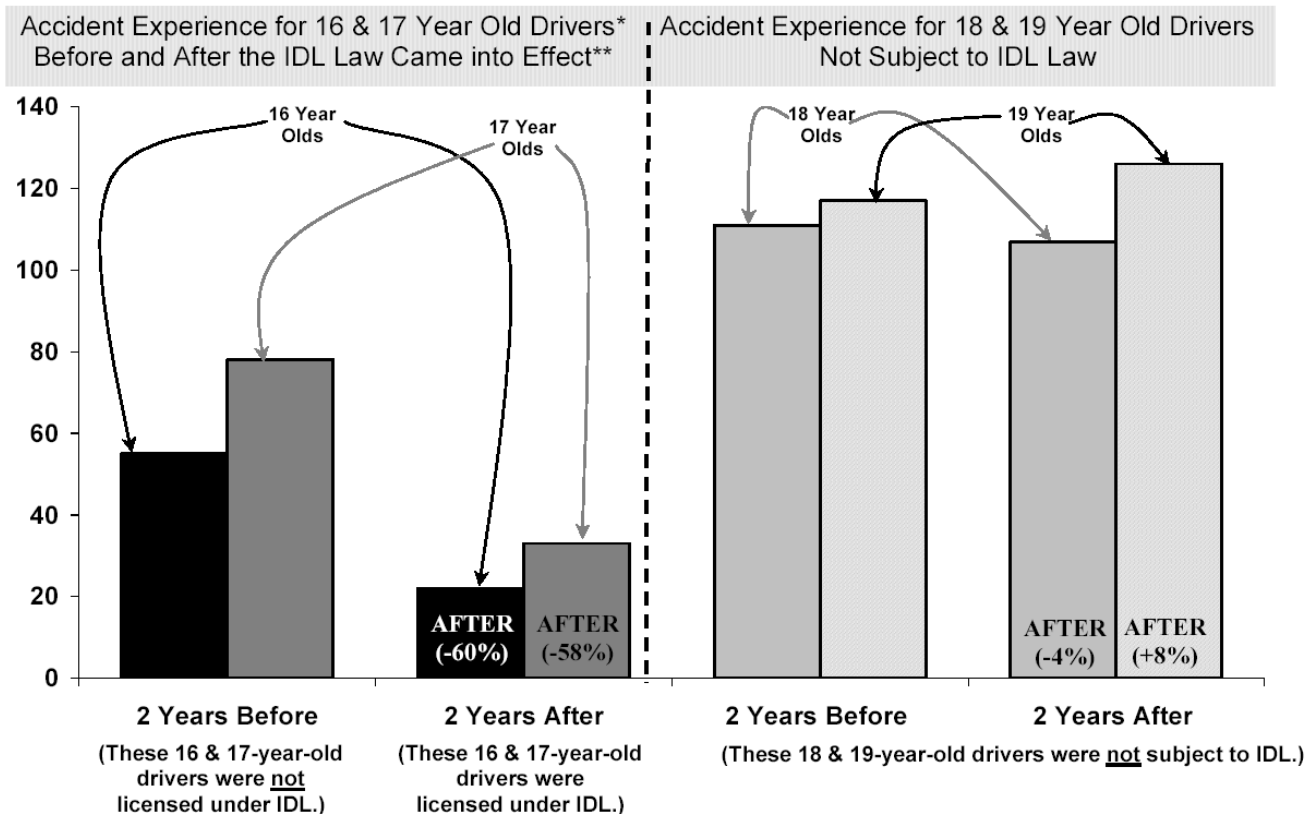 Accident Experience for 16 & 17 Year Old Drivers*
Before and After the IDL Law Came into Effect**
Accident Experience for 18 & 19 Year Old Drivers
Not Subject to IDL Law
140
120
100
80
60
40
20
0
16 Year
Olds
17 Year
Olds
18 Year
Olds
19 Year
Olds
AFTER
(-60%)
AFTER
(-58%)
AFTER
(-4%)
AFTER
(+8%)
2 Years Before
(These 16 & 17-year-old
drivers were not
licensed under IDL.)
2 Years After
(These 16 & 17-year-old
drivers were
licensed under IDL.)
2 Years Before
2 Years After
(These 18 & 19-year-old drivers were not subject to IDL.)